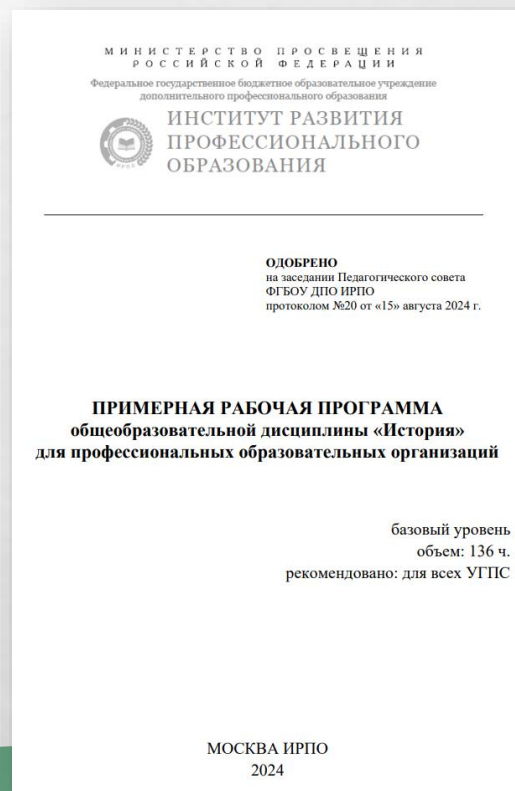 МИНИСТЕРСТВО ПРОСВЕЩЕНИЯ
РОССИЙСКОЙ ФЕДЕРАЦИИ
Федеральное государственное бюджетное образовательное учреждение
дополнительного профессионального образования
ИНСТИТУТ РАЗВИТИЯ
ПРОФЕССИОНАЛЬНОГО
ОБРАЗОВАНИЯ
ИРПО
ОДОБРЕНО
на заседании Педагогического совета
ФГБОУ ДПО ИРПО
протоколом №20 от «15» августа 2024 г.
ПРИМЕРНАЯ РАБОЧАЯ ПРОГРАММА
общеобразовательной дисциплины «История»
для профессиональных образовательных организаций
базовый уровень
объем: 136 ч.
рекомендовано: для всех УГПС
МОСКВА ИРПО
2024